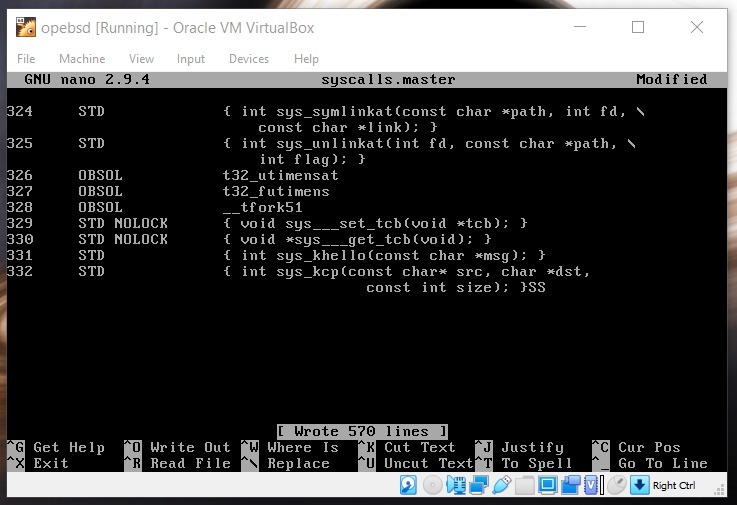 opebsd [Running] - Oracle VM VirtualBox
File Machine View Input Devices Help
GNU nano 2.9.4 syscalls.master Modified
324 STD { int sys_symlinkat(const char *path, int fd, \
const char *link); }
325 STD { int sys_unlinkat(int fd, const char *path, \
int flag); }
326 OBSOL t32_utimensat
327 OBSOL t32_futimens
328 OBSOL __tfork51
329 STD NOLOCK { void sys___set_tcb(void *tcb); }
330 STD NOLOCK { void *sys___get_tcb(void); }
331 STD { int sys_khello(const char *msg); }
332 STD { int sys_kcp(const char* src, char *dst,
const int size); }SS
[ Wrote 570 lines ]
^G Get Help ^O Write Out ^W Where Is ^K Cut Text ^J Justify ^C Cur Pos
^X Exit ^R Read File ^\ Replace ^U Uncut Text ^T To Spell ^_ Go To Line
Right Ctrl